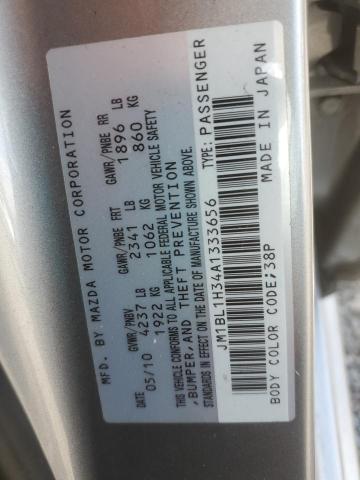 MFD. BY MAZDA MOTOR CORPORATION
GVWR/PNBV GAWR/PNBE FRT GAWR/PNBE RR
05/10 4237 LB 2341 LB 1896 LB
DATE 1922 KG 1062 KG 860 KG
THIS VEHICLE CONFORMS TO ALL APPLICABLE FEDERAL MOTOR VEHICLE SAFETY
, BUMPER, AND THEFT PREVENTION
STANDARDS IN EFFECT ON THE DATE OF MANUFACTURE SHOWN ABOVE.
JM1BL1H34A1333656 TYPE: PASSENGER
BODY COLOR CODE;38P MADE IN JAPAN